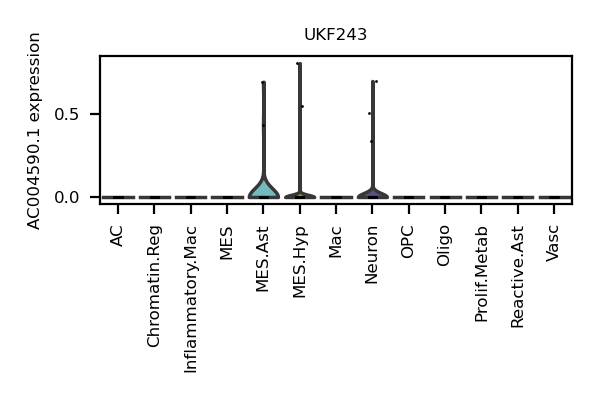 UKF243
AC004590.1 expression
0.5
0.0
AC
Chromatin.Reg
Inflammatory.Mac
MES
MES.Ast
MES.Hyp
Mac
Neuron
OPC
Oligo
Prolif.Metab
Reactive.Ast
Vasc